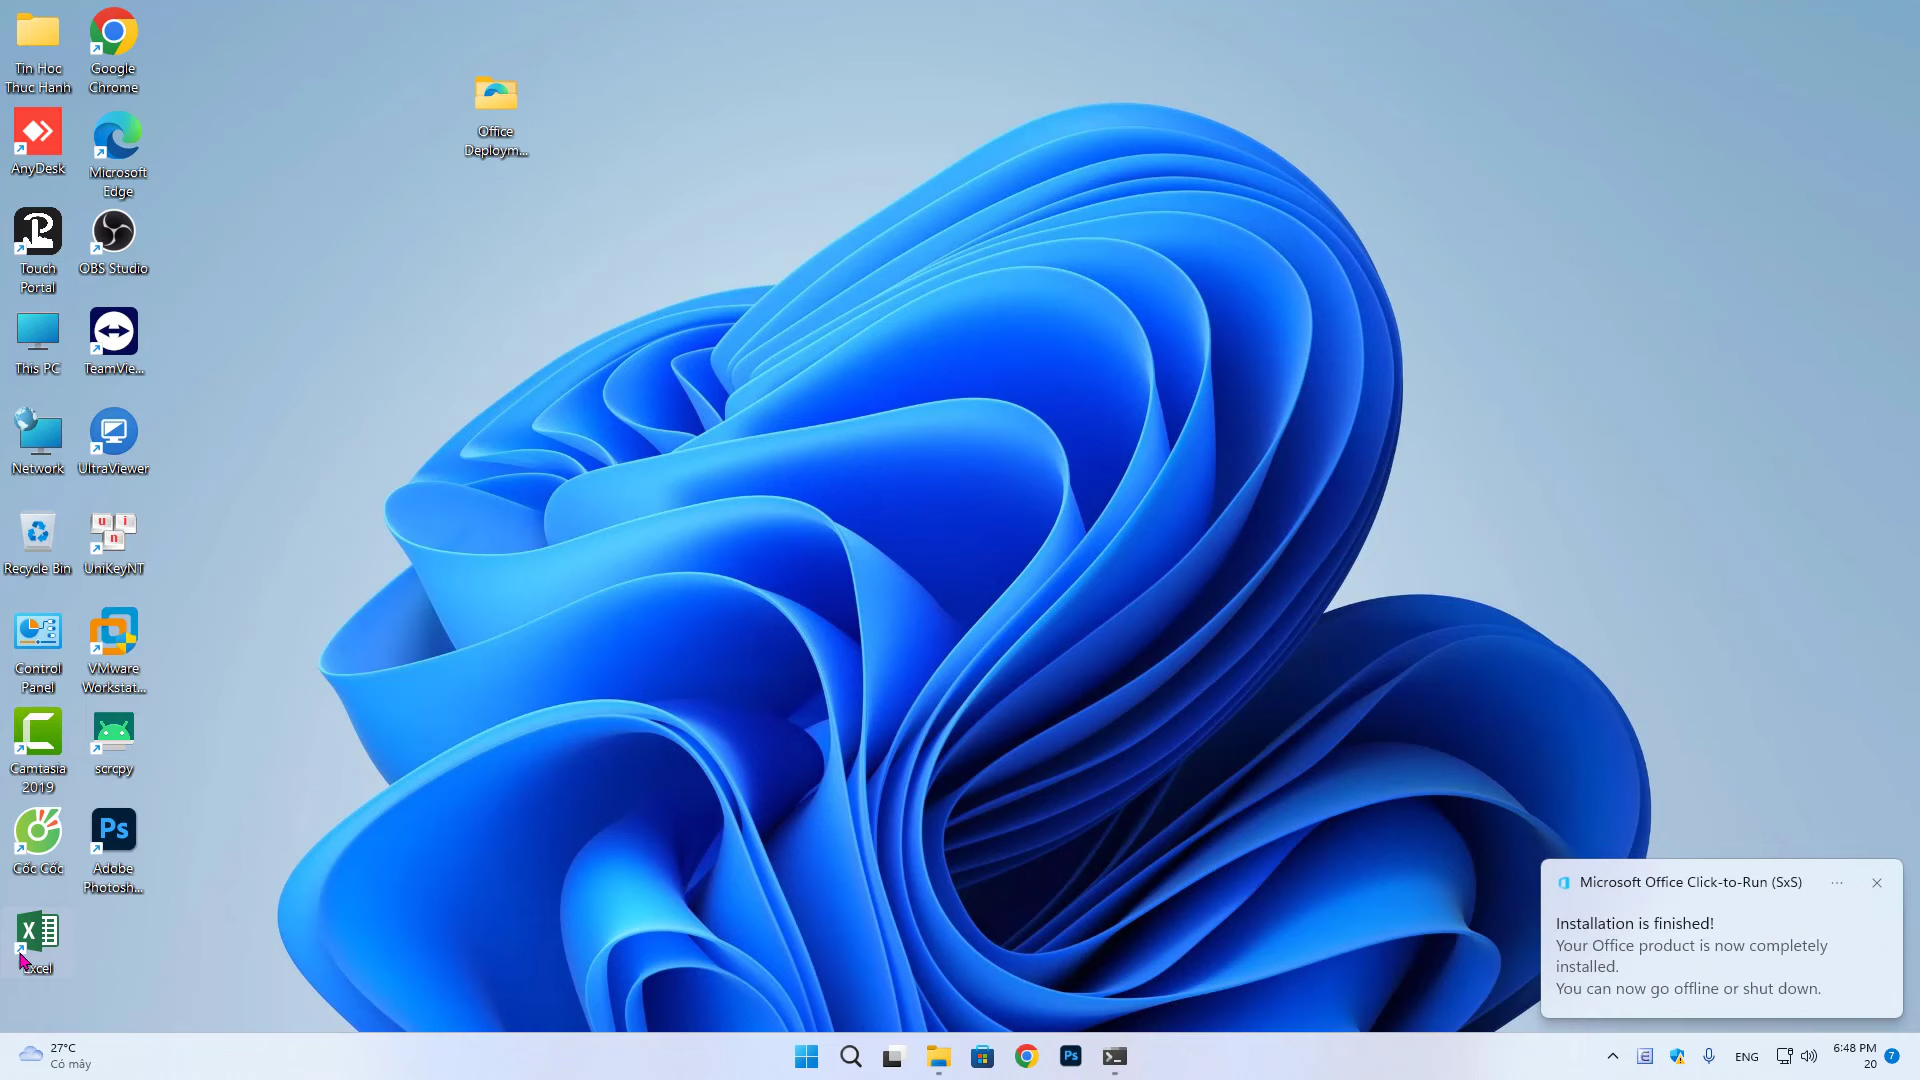 Tin Hoc
Thuc Hanh
Google
Chrome
AnyDesk
Microsoft
Edge
Touch
Portal
OBS Studio
This PC
TeamVie...
Network
UltraViewer
Recycle Bin
u i
n
UniKeyNT
Control
Panel
VMware
Workstat...
Camtasia
2019
scrcpy
Cốc Cốc
Ps
Adobe
Photosh...
X
Excel
Office
Deploym...
Microsoft Office Click-to-Run (SxS)
Installation is finished!
Your Office product is now completely
installed.
You can now go offline or shut down.
27°C
Có mây
Ps
E
ENG
6:48 PM
20
7